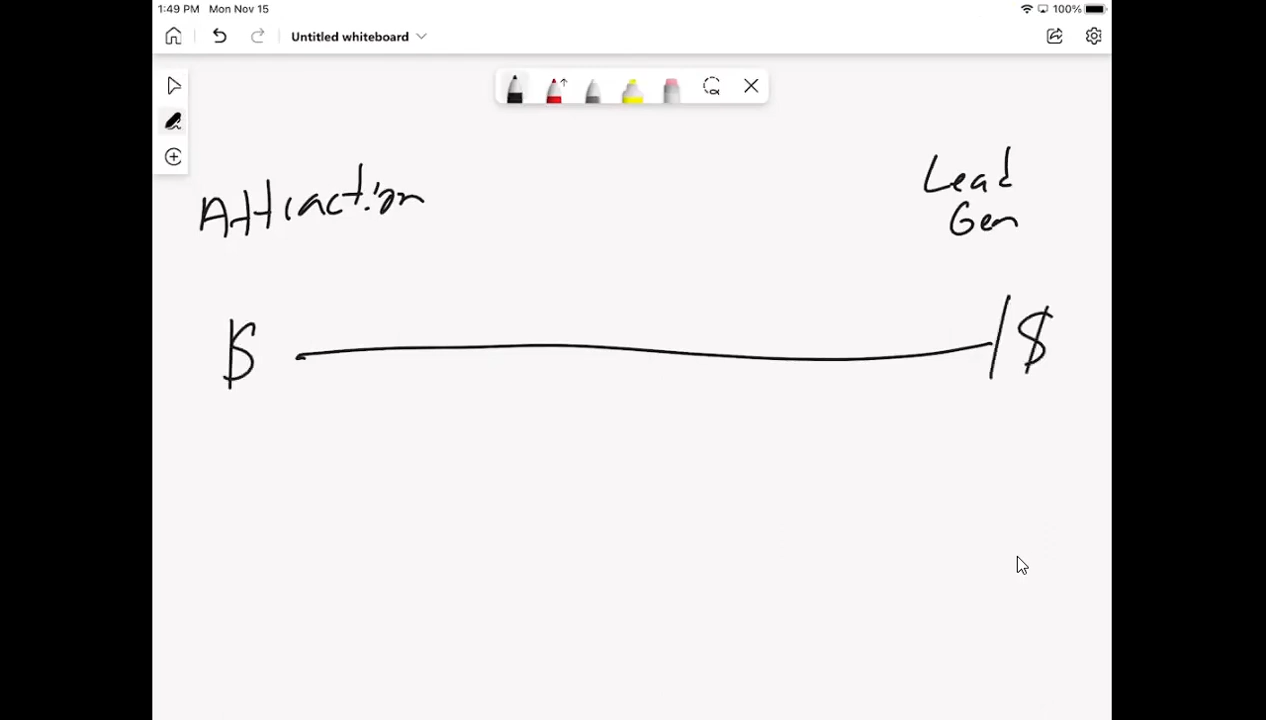 1:49 PM Mon Nov 15
100%
Untitled whiteboard
Attraction
Lead
Gen
$
$